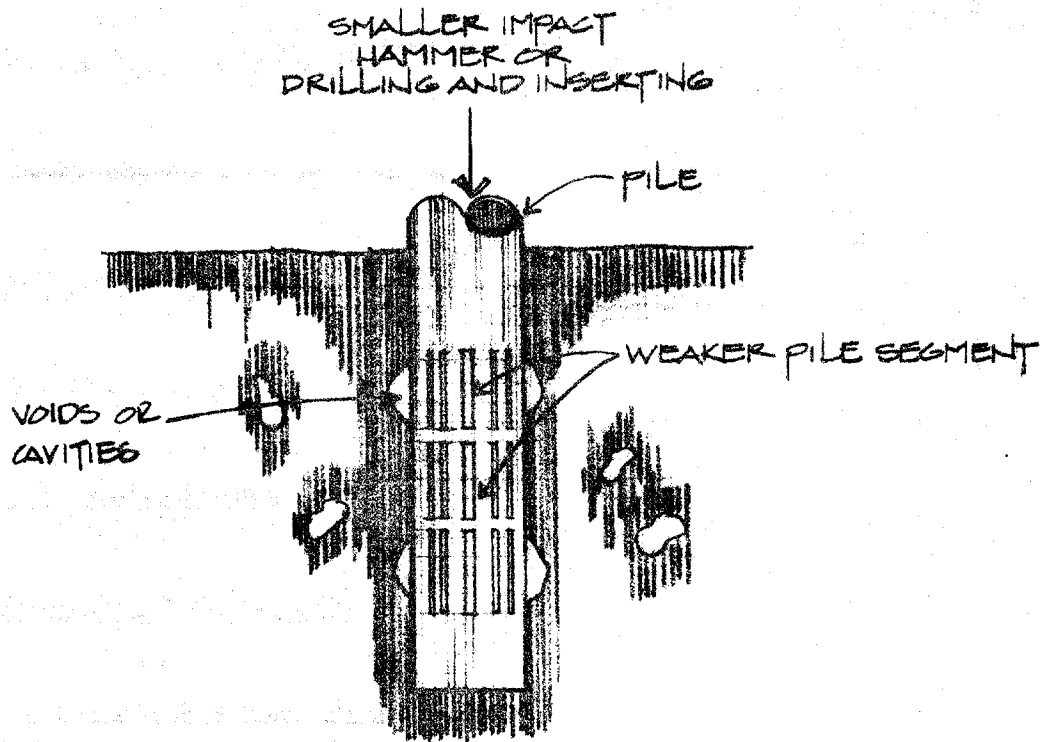 SMALLER IMPACT
HAMMER OR
DRILLING AND INSERTING
PILE
WEAKER PILE SEGMENT
VOIDS OR
CAVITIES